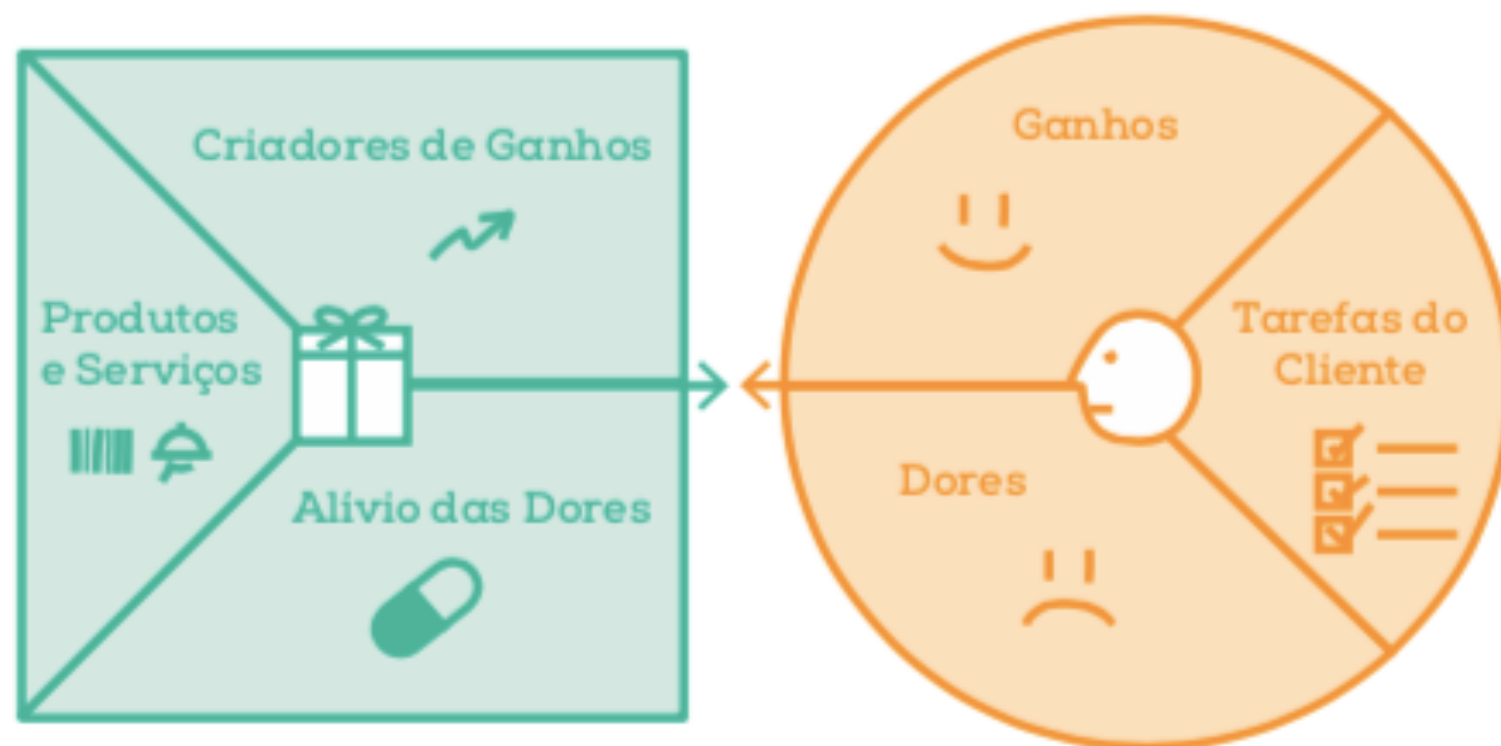 Criadores de Ganhos
Produtos
e Serviços
Alívio das Dores
Ganhos
Tarefas do
Cliente
Dores